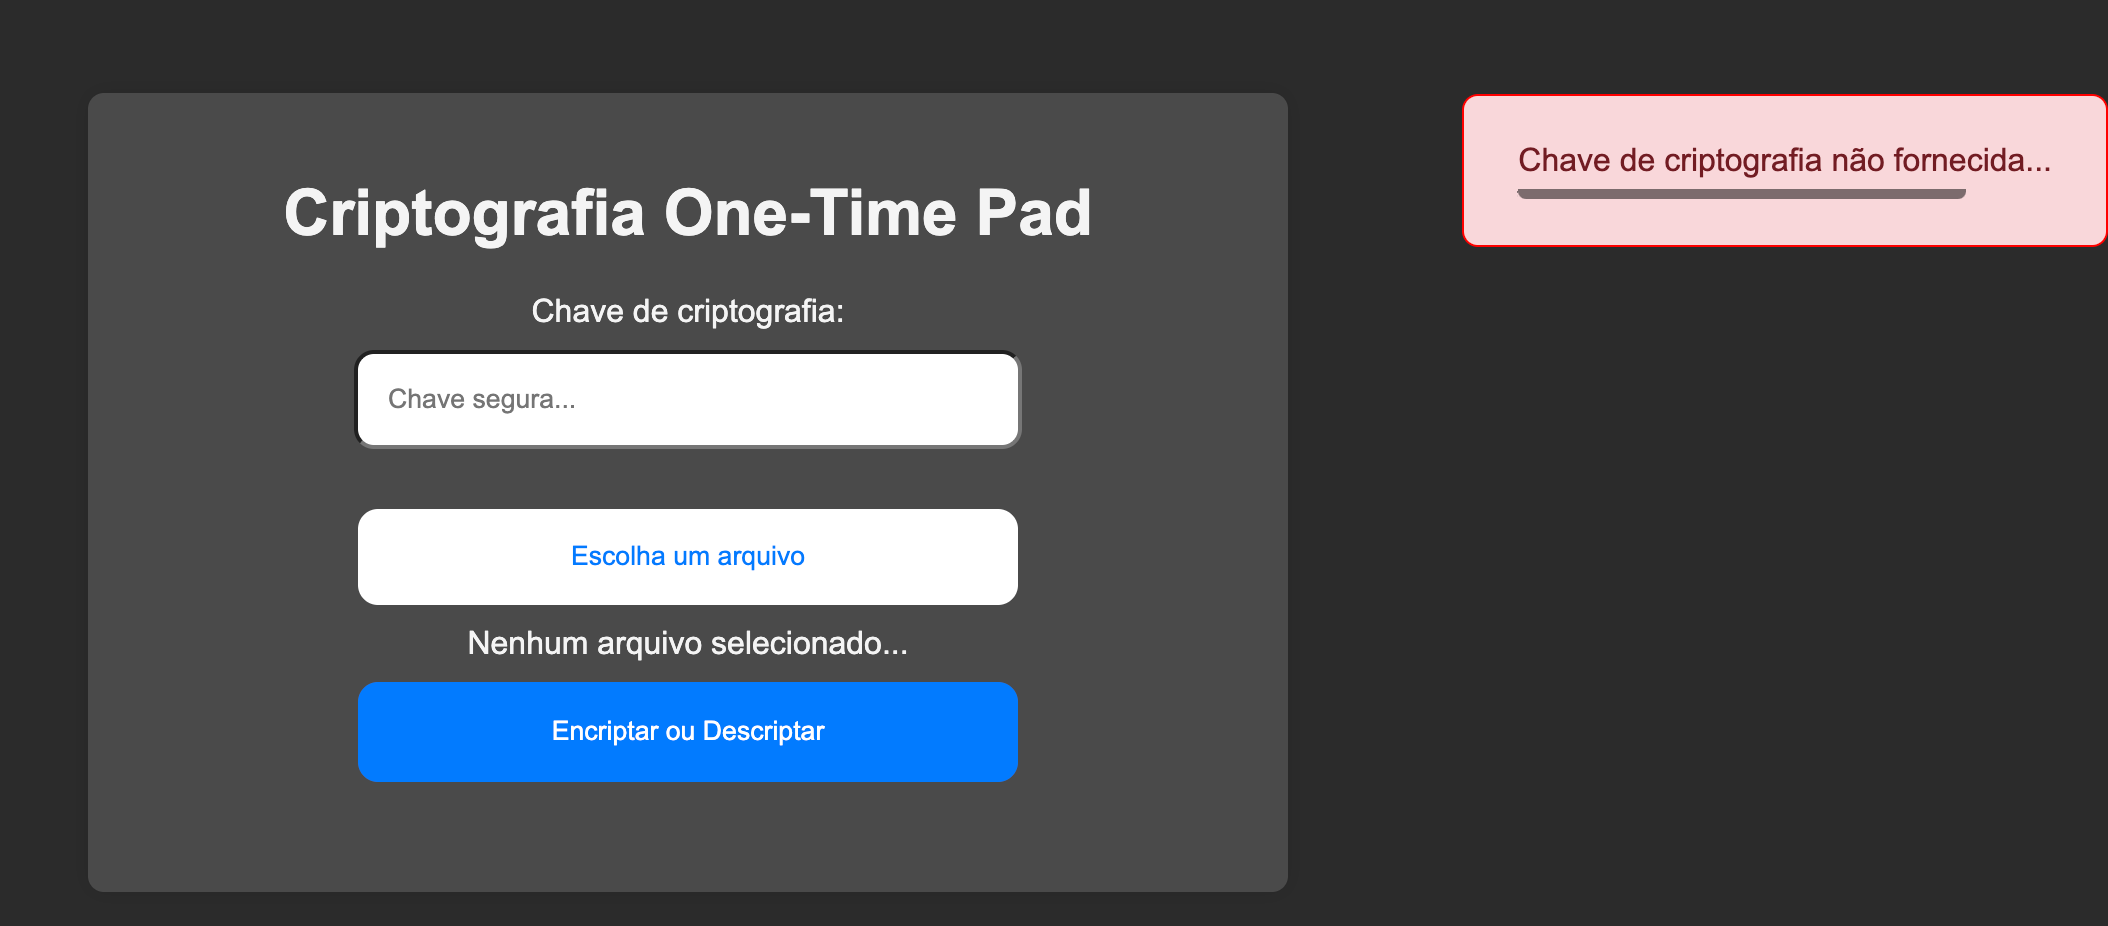 Criptografia One-Time Pad
Chave de criptografia:
Chave segura...
Escolha um arquivo
Nenhum arquivo selecionado...
Encriptar ou Descriptar
Chave de criptografia não fornecida...